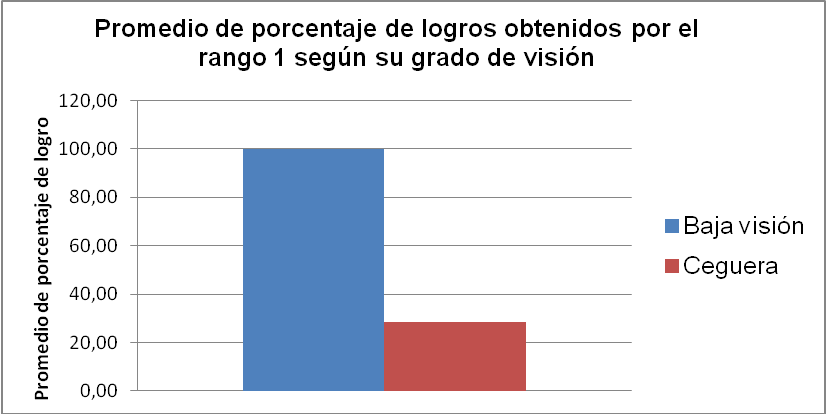 Promedio de porcentaje de logros obtenidos por el
rango 1 según su grado de visión
Promedio de porcentaje de logro
120,00
100,00
80,00
60,00
40,00
20,00
0,00
Baja visión
Ceguera